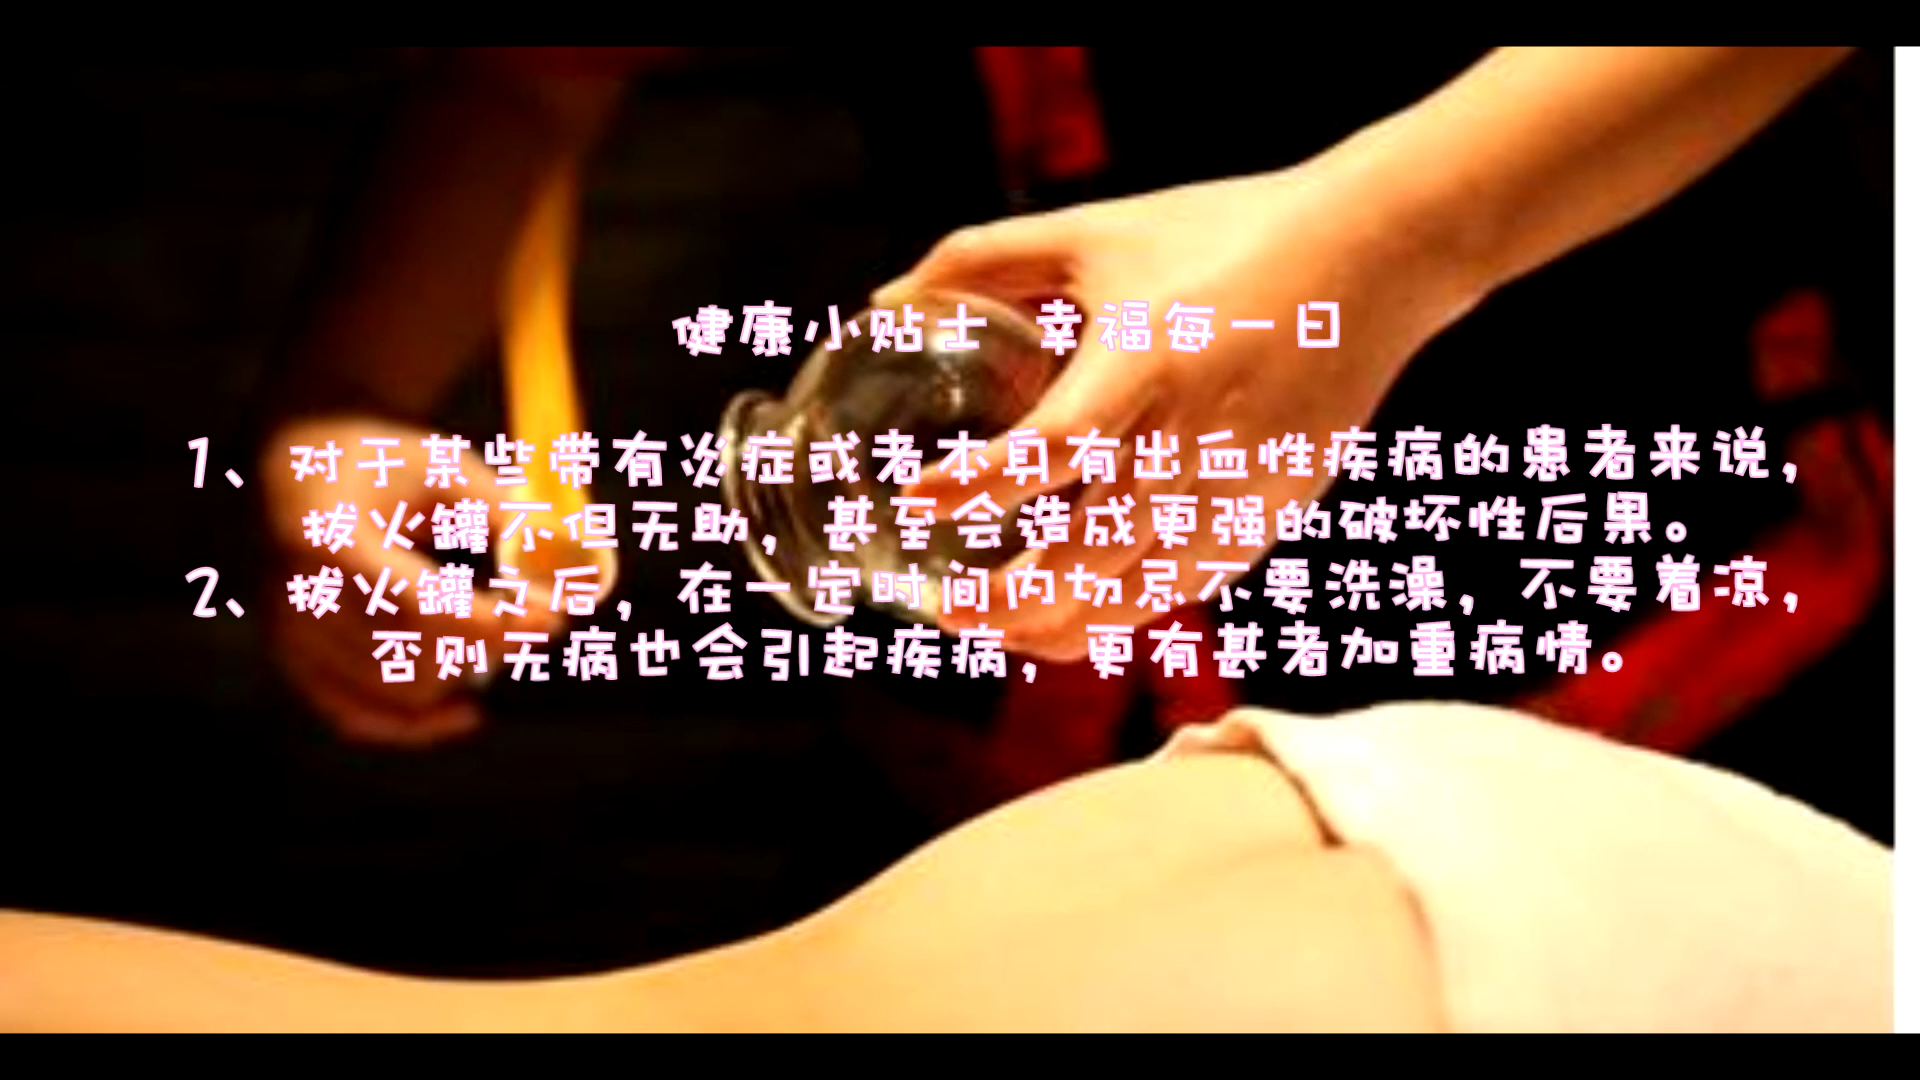 健康小贴士 幸福每一日
1、对于某些带有炎症或者本身有出血性疾病的患者来说，
拔火罐不但无助，甚至会造成更强的破坏性后果。
2、拔火罐之后，在一定时间内切忌不要洗澡，不要着凉，
否则无病也会引起疾病，更有甚者加重病情。